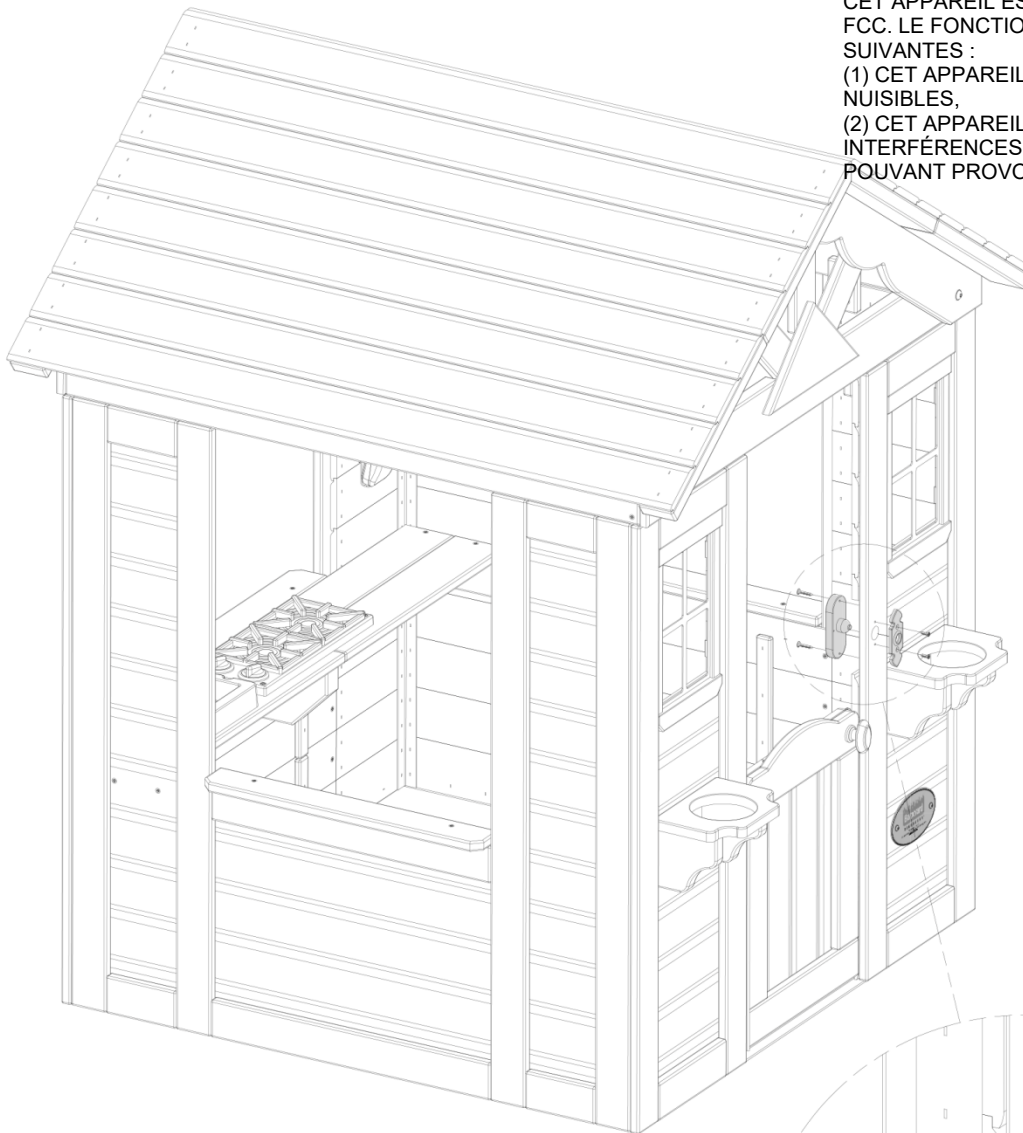 CET APPAREIL ES
FCC. LE FONCTIO
SUIVANTES :
(1) CET APPAREIL
NUISIBLES,
(2) CET APPAREIL
INTERFÉRENCES
POUVANT PROVO